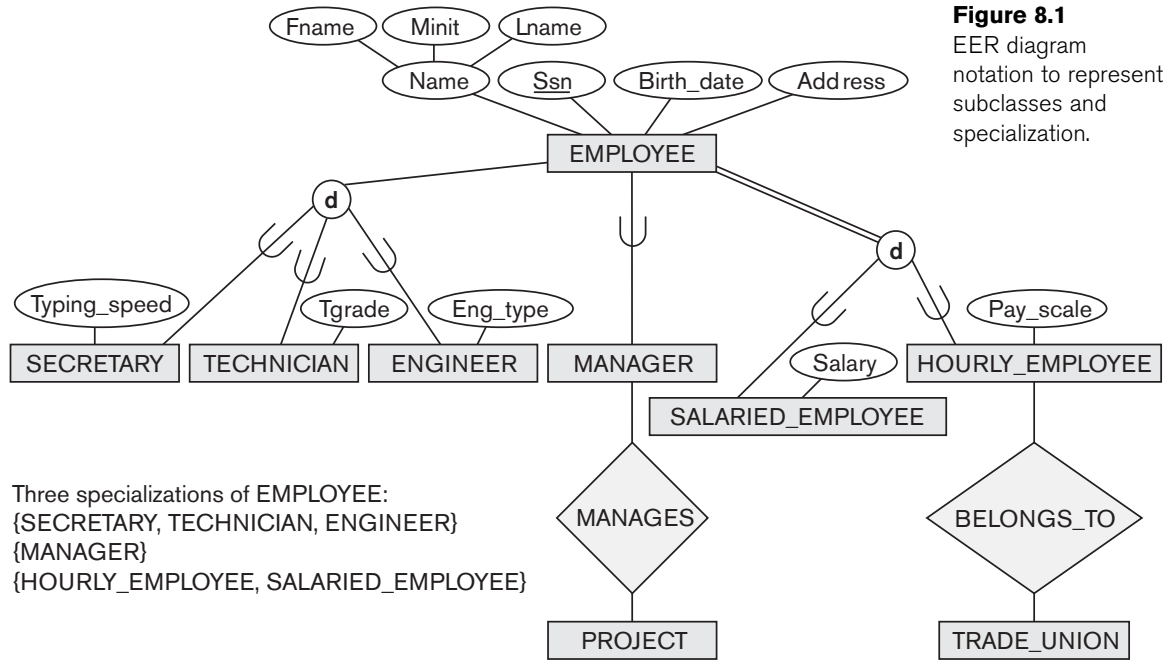 Figure 8.1
EER diagram
notation to represent
subclasses and
specialization.
Fname Minit Lname
Name Ssn Birth_date Address
EMPLOYEE
d
d
Typing_speed Tgrade Eng_type Pay_scale
SECRETARY TECHNICIAN ENGINEER MANAGER Salary HOURLY_EMPLOYEE
SALARIED_EMPLOYEE
Three specializations of EMPLOYEE:
{SECRETARY, TECHNICIAN, ENGINEER}
{MANAGER}
{HOURLY_EMPLOYEE, SALARIED_EMPLOYEE}
MANAGES BELONGS_TO
PROJECT TRADE_UNION